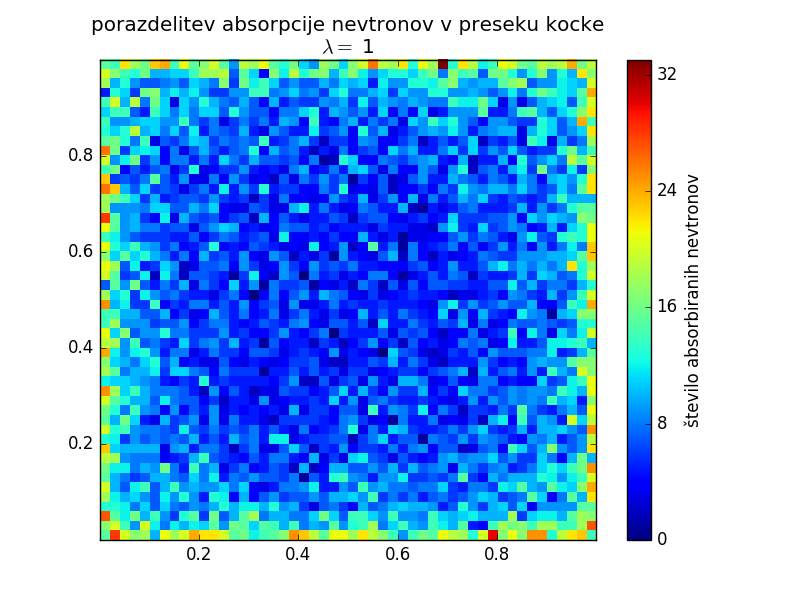 porazdelitev absorpcije nevtronov v preseku kocke
λ = 1
0.8
0.6
0.4
0.2
0.2 0.4 0.6 0.8
32
24
16
8
0
število absorbiranih nevtronov